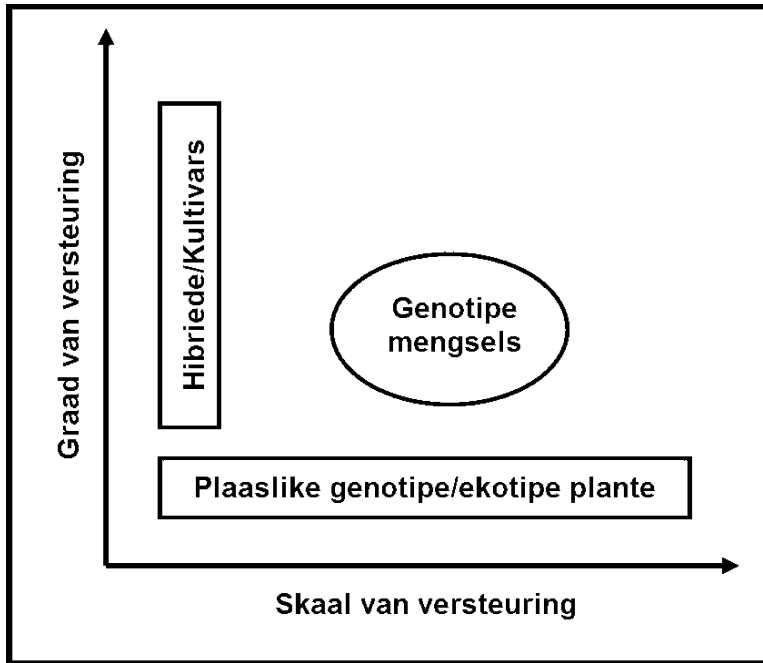 Graad van versteuring
Hibriede/Kultivars
Genotipe
mengsels
Plaaslike genotipe/ekotipe plante
Skaal van versteuring